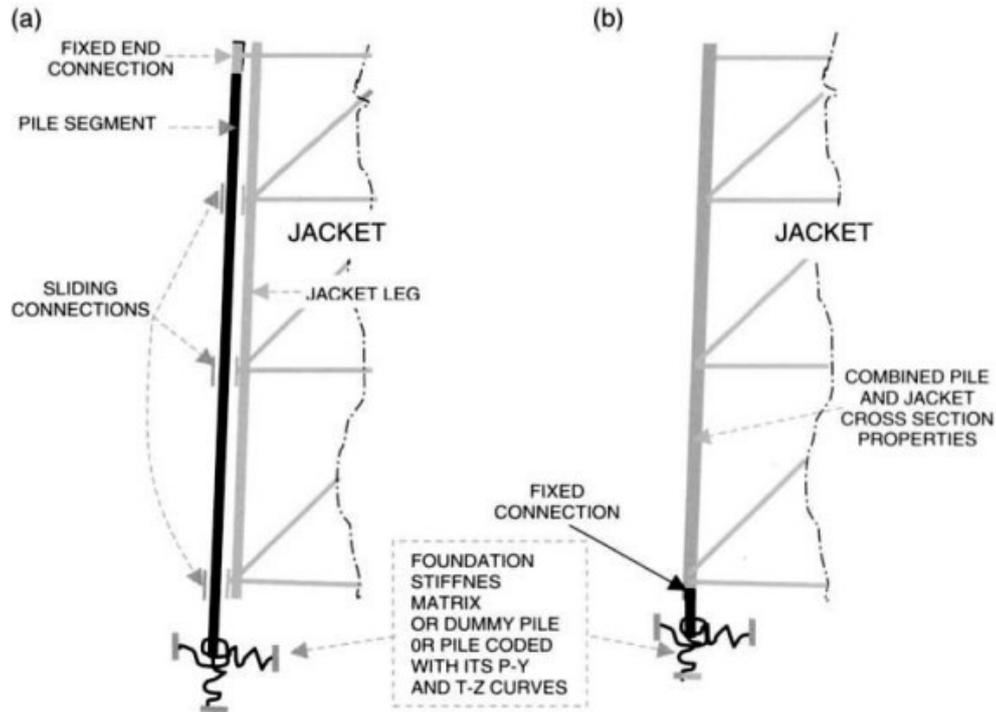 (a)
FIXED END
CONNECTION
PILE SEGMENT
JACKET
SLIDING
CONNECTIONS
JACKET LEG
(b)
JACKET
COMBINED PILE
AND JACKET
CROSS SECTION
PROPERTIES
FIXED
CONNECTION
FOUNDATION
STIFFNES
MATRIX
OR DUMMY PILE
0R PILE CODED
WITH ITS P-Y
AND T-Z CURVES